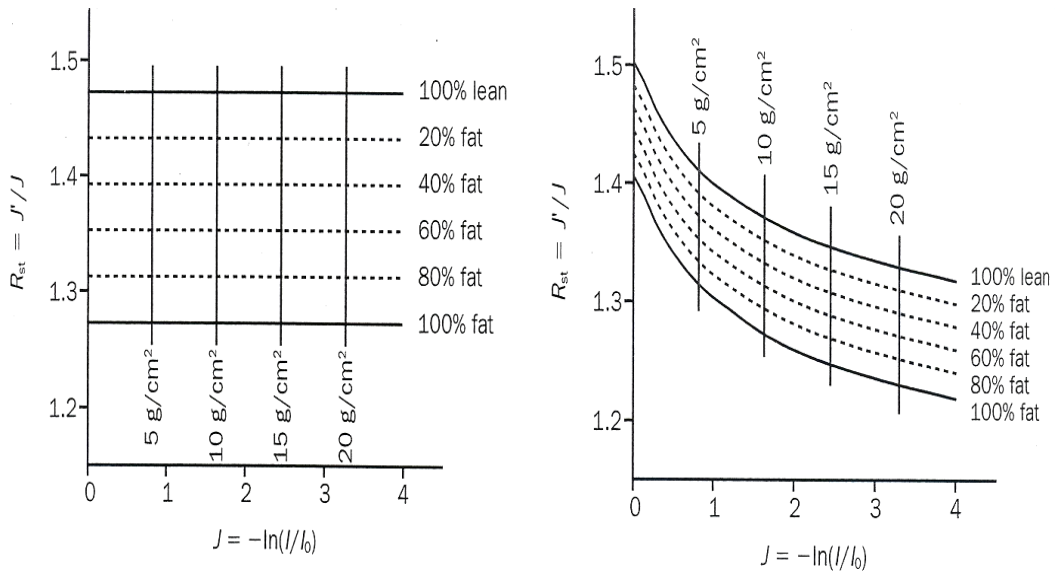 1.5
1.4
1.3
1.2
R_st = J'/J
100% lean
20% fat
40% fat
60% fat
80% fat
100% fat
5 g/cm²
10 g/cm²
15 g/cm²
20 g/cm²
0 1 2 3 4
J = −ln(I/I₀)
1.5
1.4
1.3
1.2
R_st = J'/J
5 g/cm²
10 g/cm²
15 g/cm²
20 g/cm²
100% lean
20% fat
40% fat
60% fat
80% fat
100% fat
0 1 2 3 4
J = −ln(I/I₀)